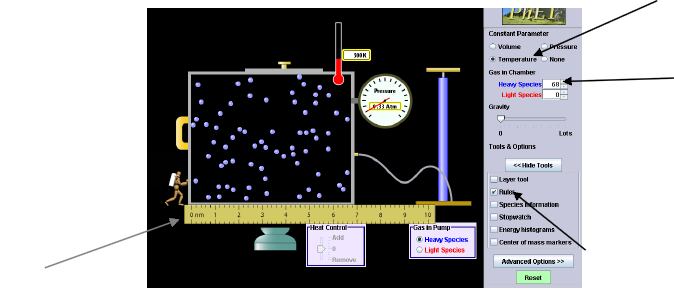 PhET
Constant Parameter
Volume Pressure
Temperature None
Gas in Chamber
Heavy Species 68
Light Species 0
Gravity
0 Lots
Tools & Options
<< Hide Tools
Layer tool
Ruler
Species information
Stopwatch
Energy histograms
Center of mass markers
Advanced Options >>
Reset
300K
Pressure
0 nm 1 2 3 4 5 6 7 8 9 10
Heat Control
Add
0
Remove
Gas in Pump
Heavy Species
Light Species